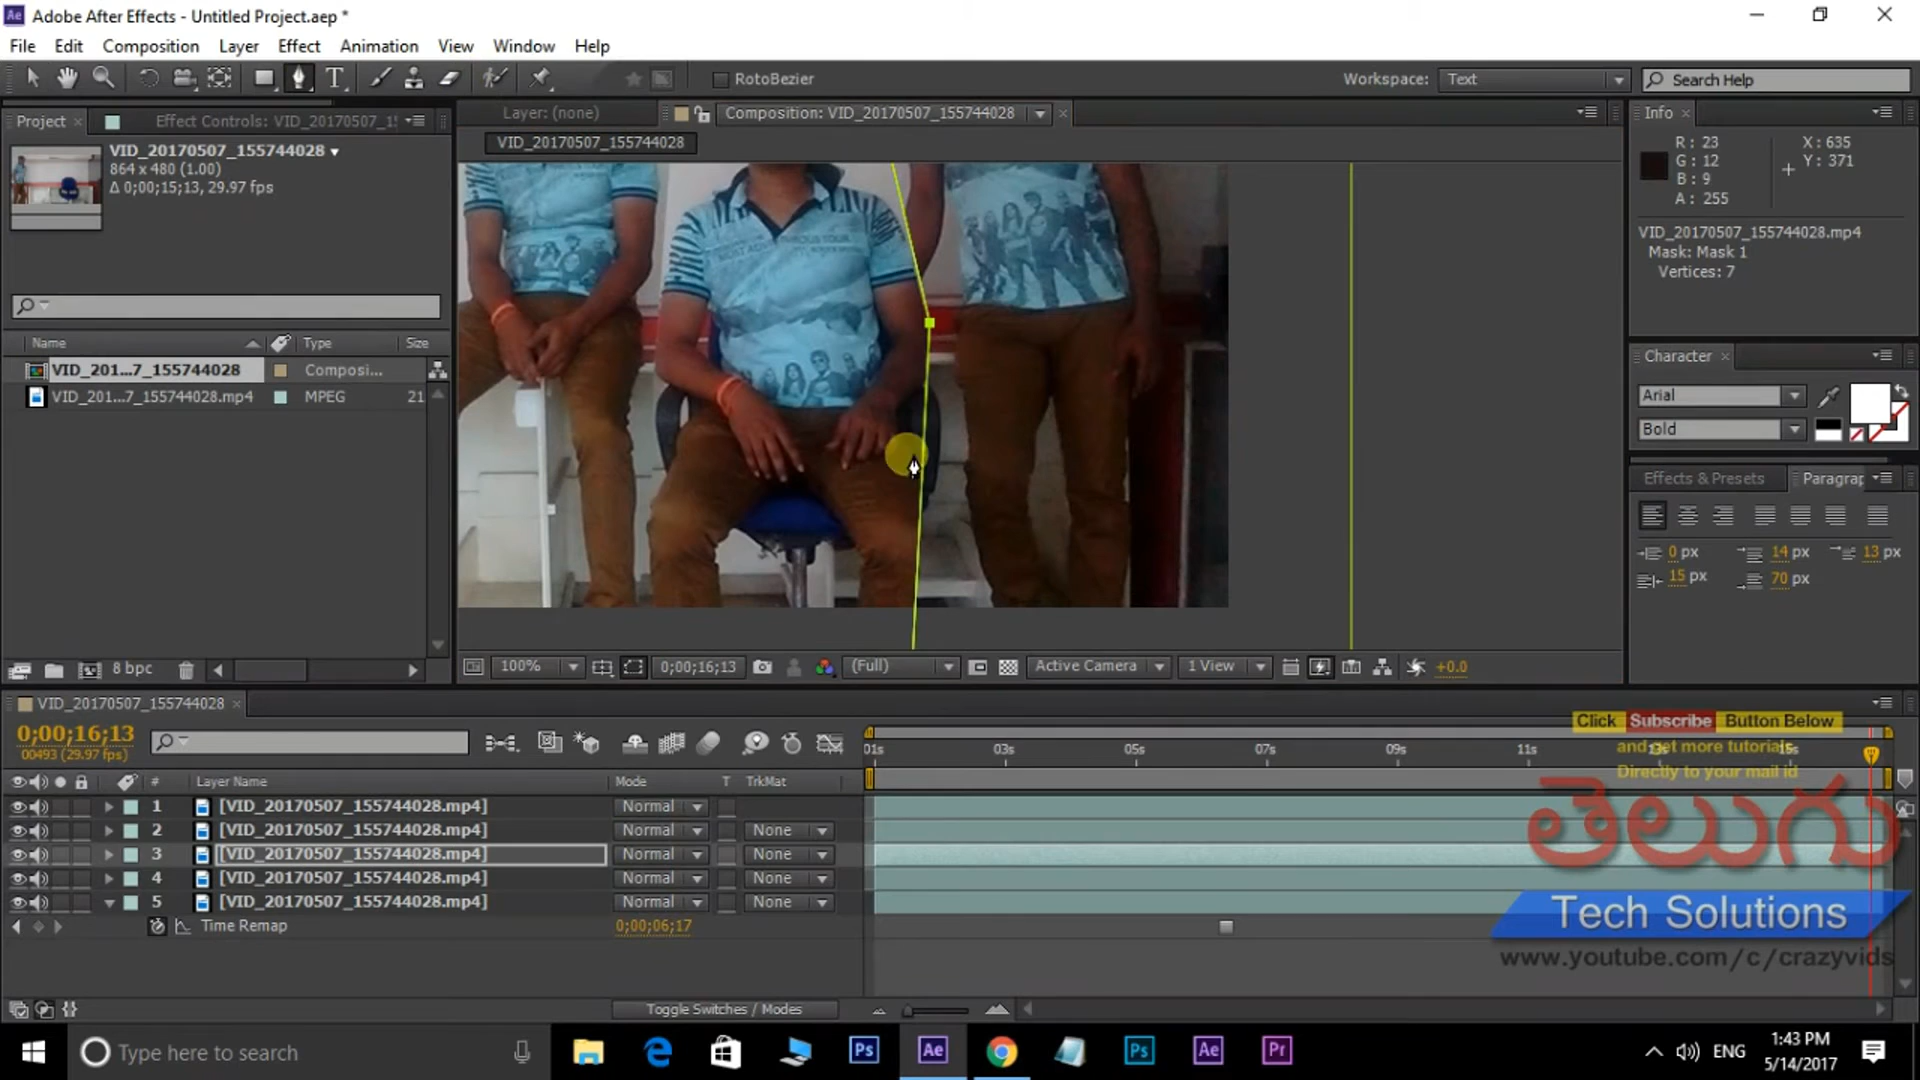 Adobe After Effects - Untitled Project.aep *
File Edit Composition Layer Effect Animation View Window Help
RotoBezier
Workspace: Text
Search Help
Project
Effect Controls: VID_20170507_1
Layer: (none)
Composition: VID_20170507_155744028
VID_20170507_155744028
VID_20170507_155744028
864 x 480 (1.00)
Δ 0;00;15;13, 29.97 fps
Name Type Size
VID_201...7_155744028 Composi...
VID_201...7_155744028.mp4 MPEG 21
8 bpc
100% 0;00;16;13 (Full) Active Camera 1 View +0.0
Info
R: 23
G: 12
B: 9
A: 255
X: 635
Y: 371
VID_20170507_155744028.mp4
Mask: Mask 1
Vertices: 7
Character
Arial
Bold
Effects & Presets Paragrap
0 px 14 px 13 px
15 px 70 px
VID_20170507_155744028
0;00;16;13
00493 (29.97 fps)
01s 03s 05s 07s 09s 11s 13s 15s
# Layer Name Mode T TrkMat
1 [VID_20170507_155744028.mp4] Normal
2 [VID_20170507_155744028.mp4] Normal None
3 [VID_20170507_155744028.mp4] Normal None
4 [VID_20170507_155744028.mp4] Normal None
5 [VID_20170507_155744028.mp4] Normal None
Time Remap 0;00;06;17
Toggle Switches / Modes
Click Subscribe Button Below
and get more tutorials
Directly to your mail id
తెలుగు
Tech Solutions
www.youtube.com/c/crazyvids
Type here to search
Ps Ae Ps Ae Pr
ENG
1:43 PM
5/14/2017